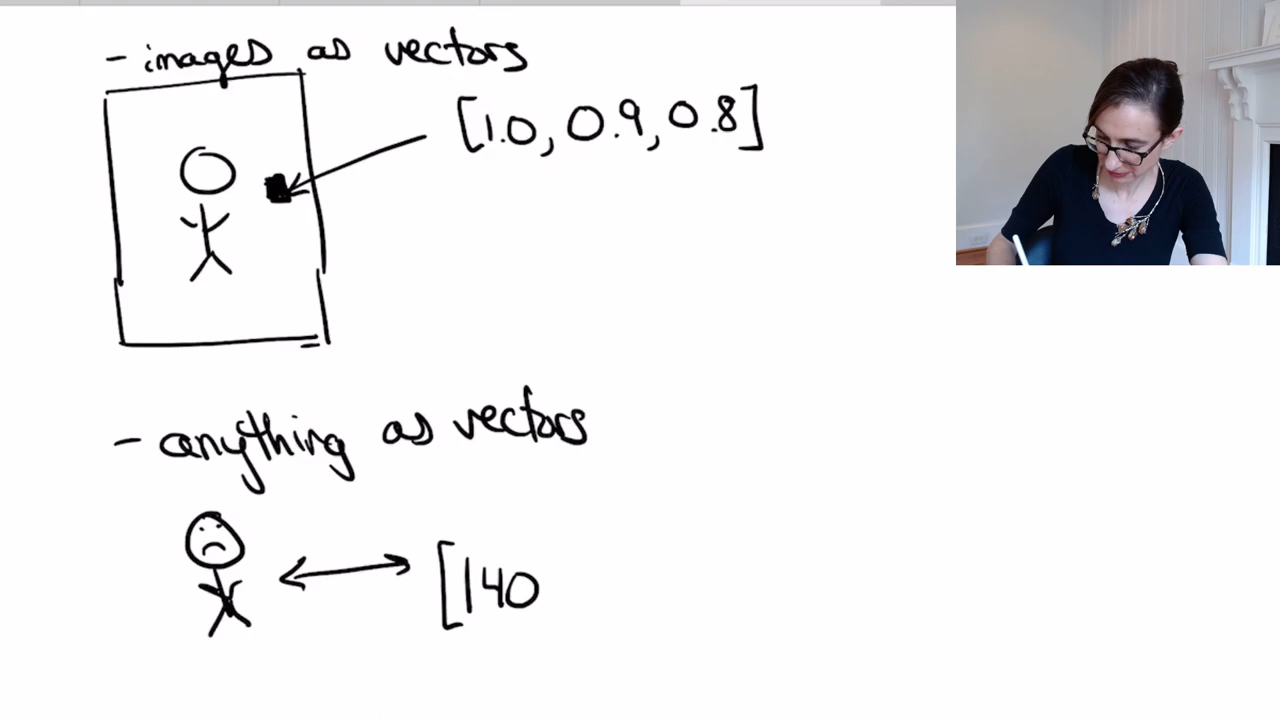 - images as vectors
[1.0, 0.9, 0.8]
- anything as vectors
[140